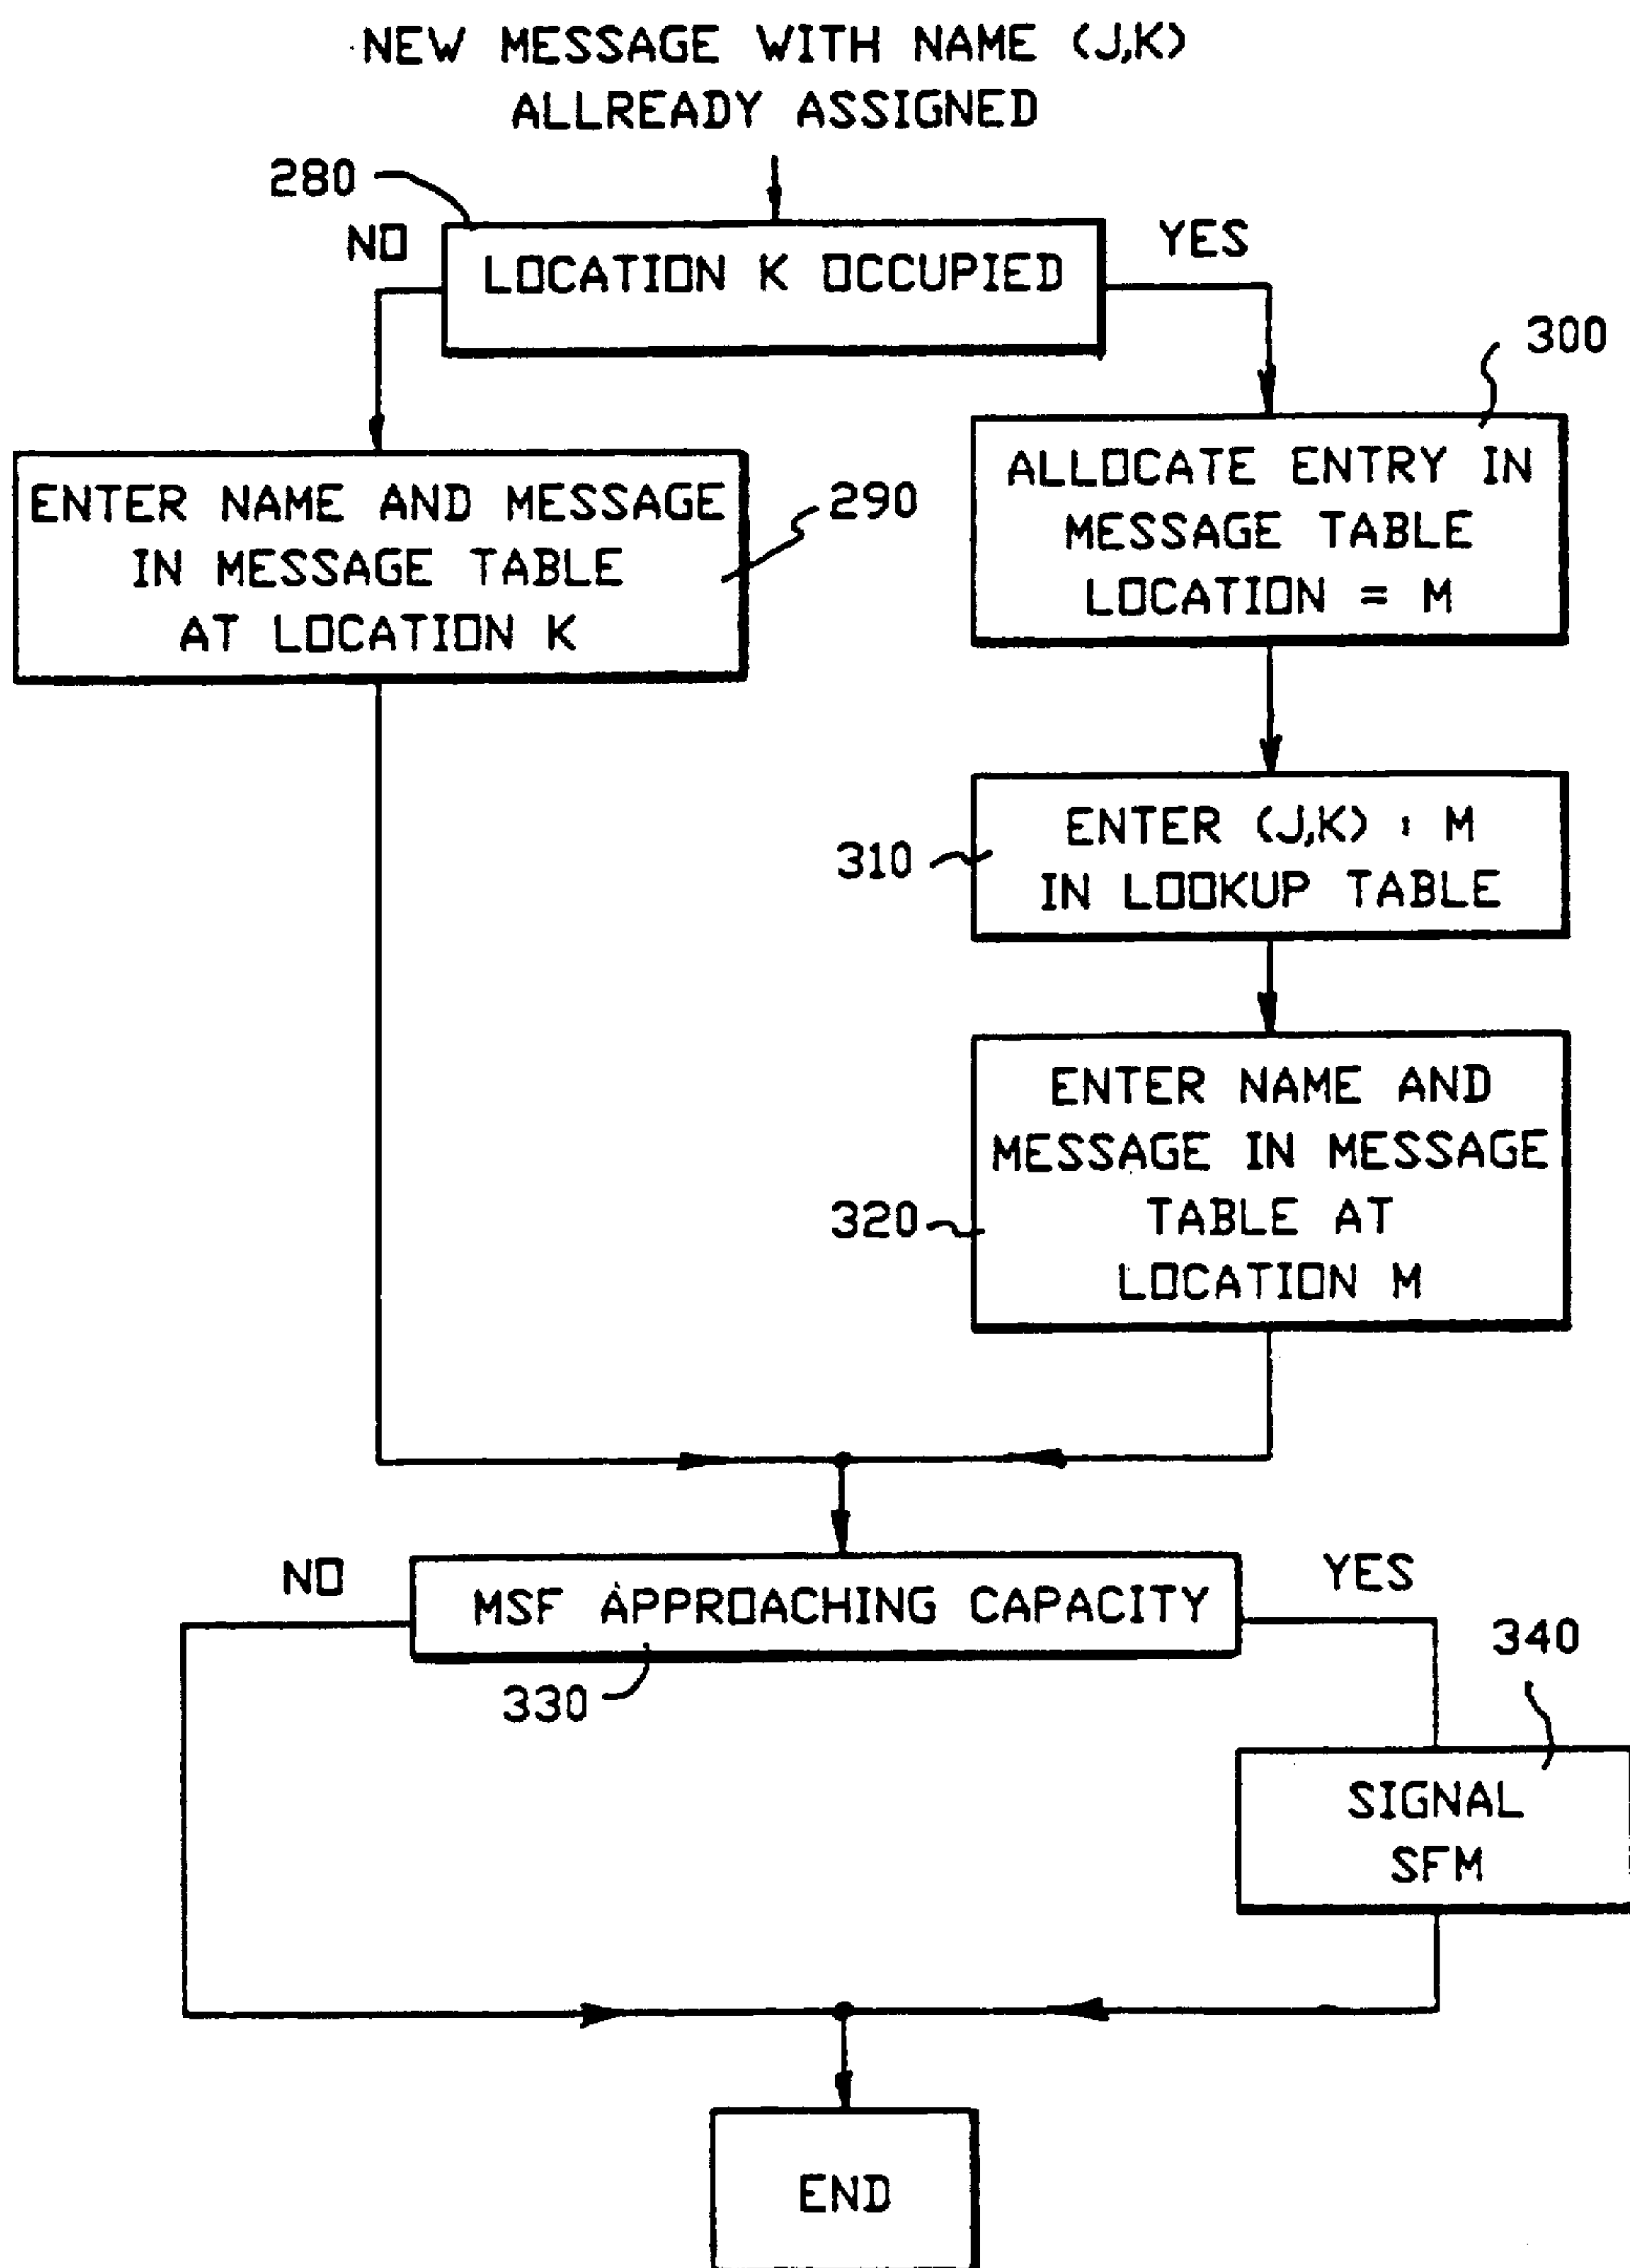 NEW MESSAGE WITH NAME (J,K)
ALLREADY ASSIGNED
280
NO
YES
LOCATION K OCCUPIED
300
ENTER NAME AND MESSAGE
IN MESSAGE TABLE
AT LOCATION K
290
ALLOCATE ENTRY IN
MESSAGE TABLE
LOCATION = M
310
ENTER (J,K) : M
IN LOOKUP TABLE
320
ENTER NAME AND
MESSAGE IN MESSAGE
TABLE AT
LOCATION M
NO
YES
MSF APPROACHING CAPACITY
330
340
SIGNAL
SFM
END